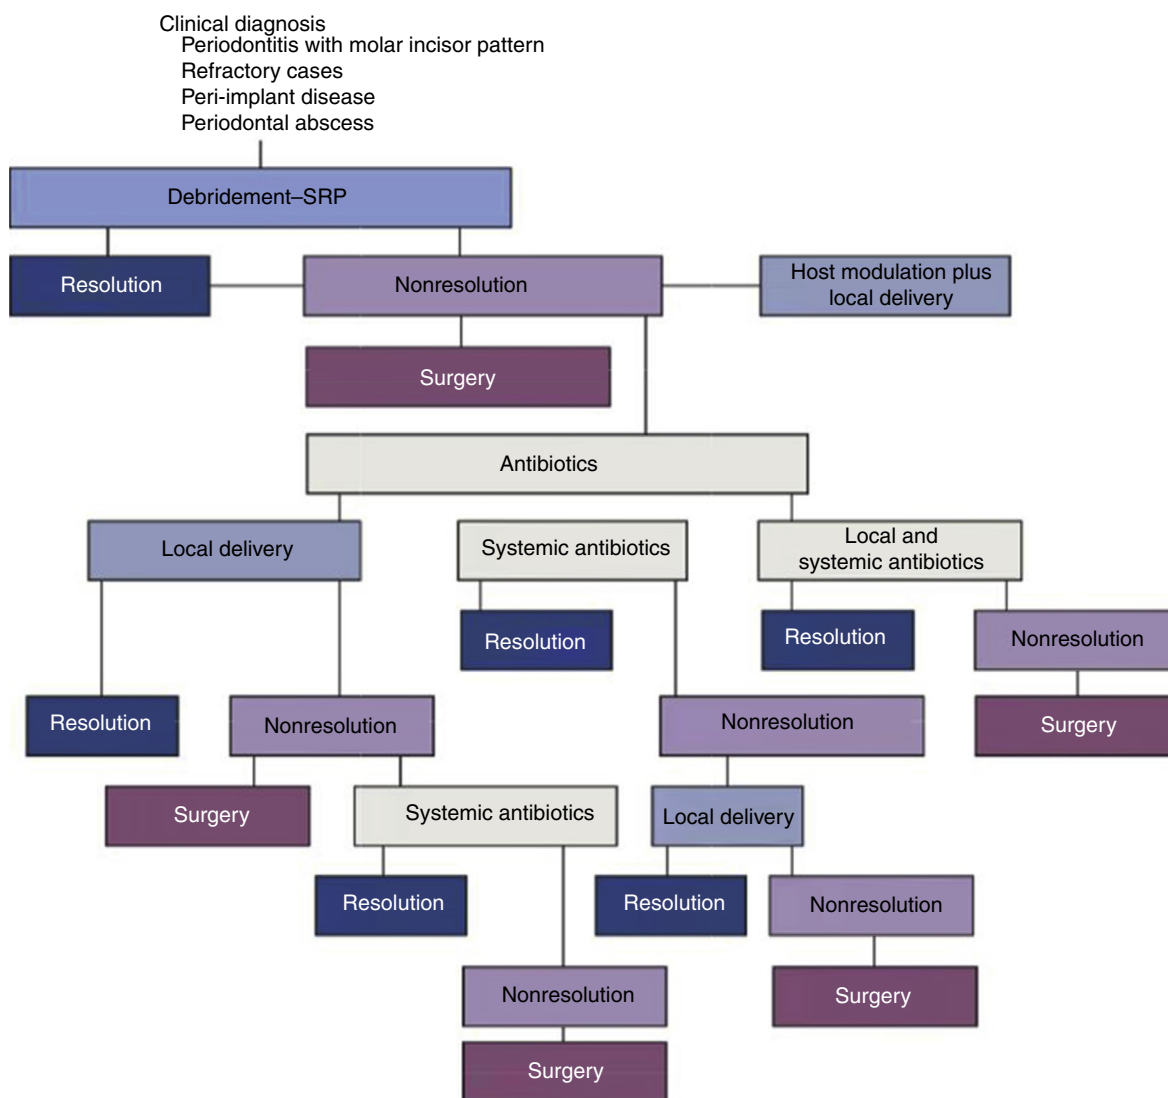 Clinical diagnosis
Periodontitis with molar incisor pattern
Refractory cases
Peri-implant disease
Periodontal abscess
Debridement–SRP
Resolution
Nonresolution
Host modulation plus
local delivery
Surgery
Antibiotics
Local delivery
Systemic antibiotics
Local and
systemic antibiotics
Resolution
Resolution
Nonresolution
Resolution
Nonresolution
Nonresolution
Surgery
Surgery
Systemic antibiotics
Local delivery
Resolution
Resolution
Nonresolution
Nonresolution
Surgery
Surgery